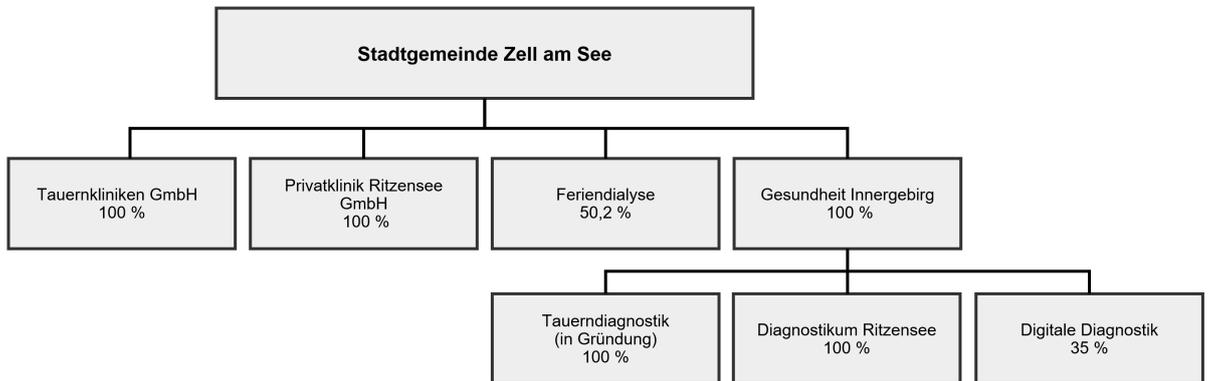 Stadtgemeinde Zell am See
Tauernkliniken GmbH
100 %
Privatklinik Ritzensee
GmbH
100 %
Feriendialyse
50,2 %
Gesundheit Innergebirg
100 %
Tauerndiagnostik
(in Gründung)
100 %
Diagnostikum Ritzensee
100 %
Digitale Diagnostik
35 %